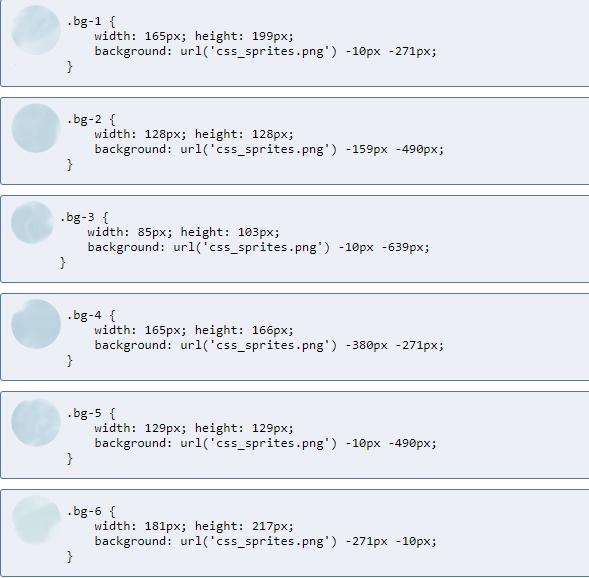 .bg-1 {
width: 165px; height: 199px;
background: url('css_sprites.png') -10px -271px;
}
.bg-2 {
width: 128px; height: 128px;
background: url('css_sprites.png') -159px -490px;
}
.bg-3 {
width: 85px; height: 103px;
background: url('css_sprites.png') -10px -639px;
}
.bg-4 {
width: 165px; height: 166px;
background: url('css_sprites.png') -380px -271px;
}
.bg-5 {
width: 129px; height: 129px;
background: url('css_sprites.png') -10px -490px;
}
.bg-6 {
width: 181px; height: 217px;
background: url('css_sprites.png') -271px -10px;
}